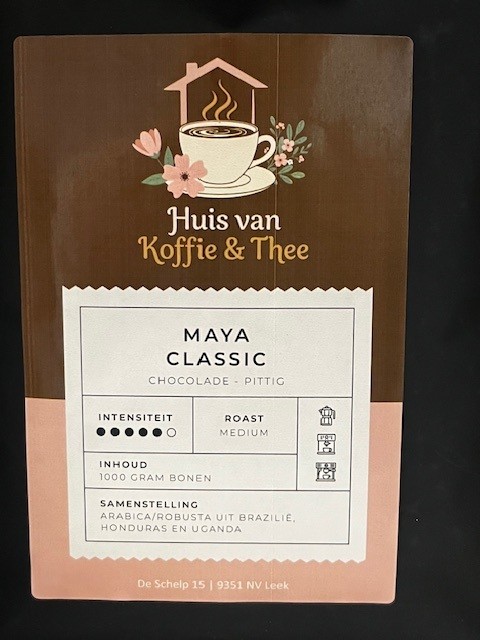 Huis van
Koffie & Thee
MAYA
CLASSIC
CHOCOLADE - PITTIG
INTENSITEIT
ROAST
MEDIUM
INHOUD
1000 GRAM BONEN
SAMENSTELLING
ARABICA/ROBUSTA UIT BRAZILIË,
HONDURAS EN UGANDA
De Schelp 15 | 9351 NV Leek